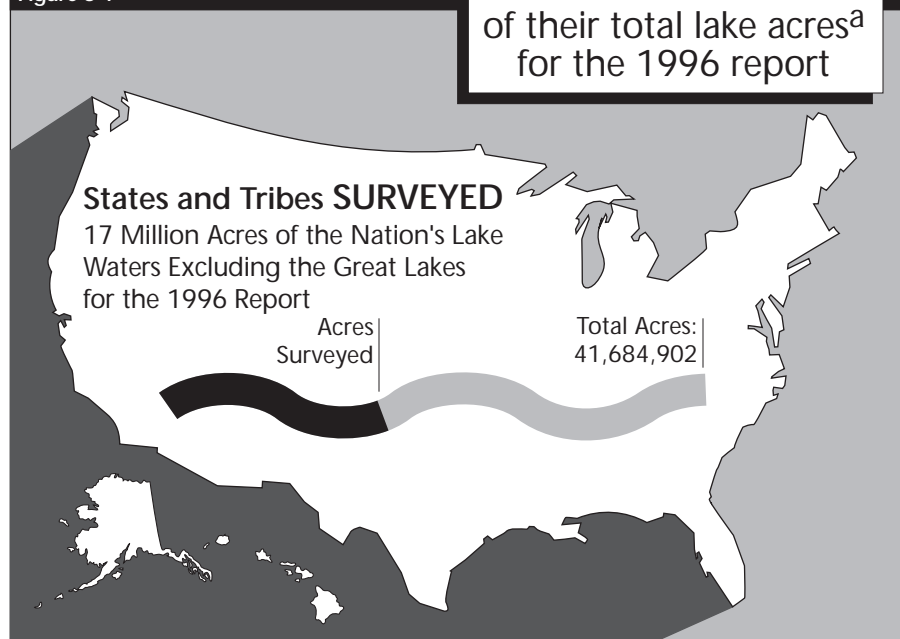 of their total lake acresa
for the 1996 report
States and Tribes SURVEYED
17 Million Acres of the Nation's Lake
Waters Excluding the Great Lakes
for the 1996 Report
Acres
Surveyed
Total Acres:
41,684,902